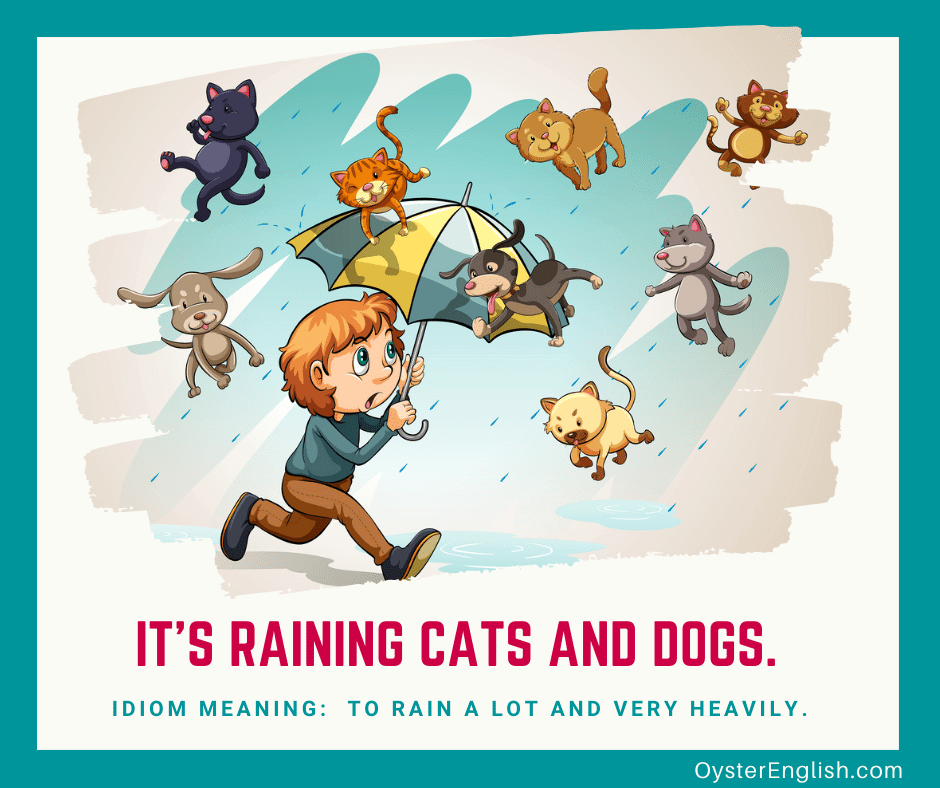 IT'S RAINING CATS AND DOGS.
IDIOM MEANING: TO RAIN A LOT AND VERY HEAVILY.
OysterEnglish.com